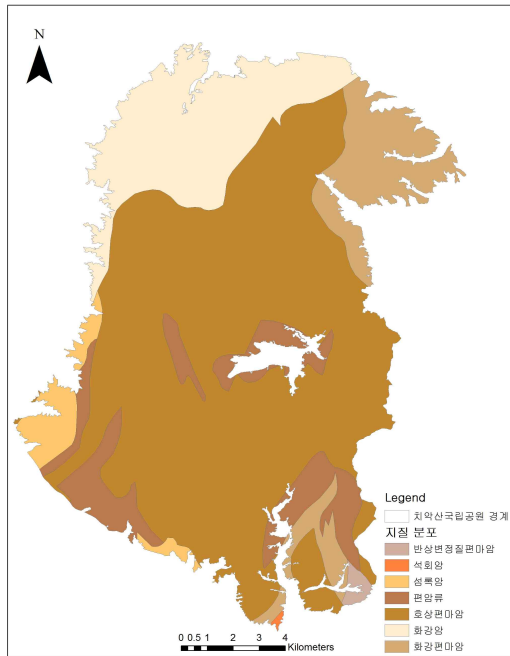 N
Legend
치악산국립공원 경계
지질 분포
반상변정질편마암
석회암
섬록암
편암류
호상편마암
화강암
화강편마암
0 0.5 1 2 3 4
Kilometers